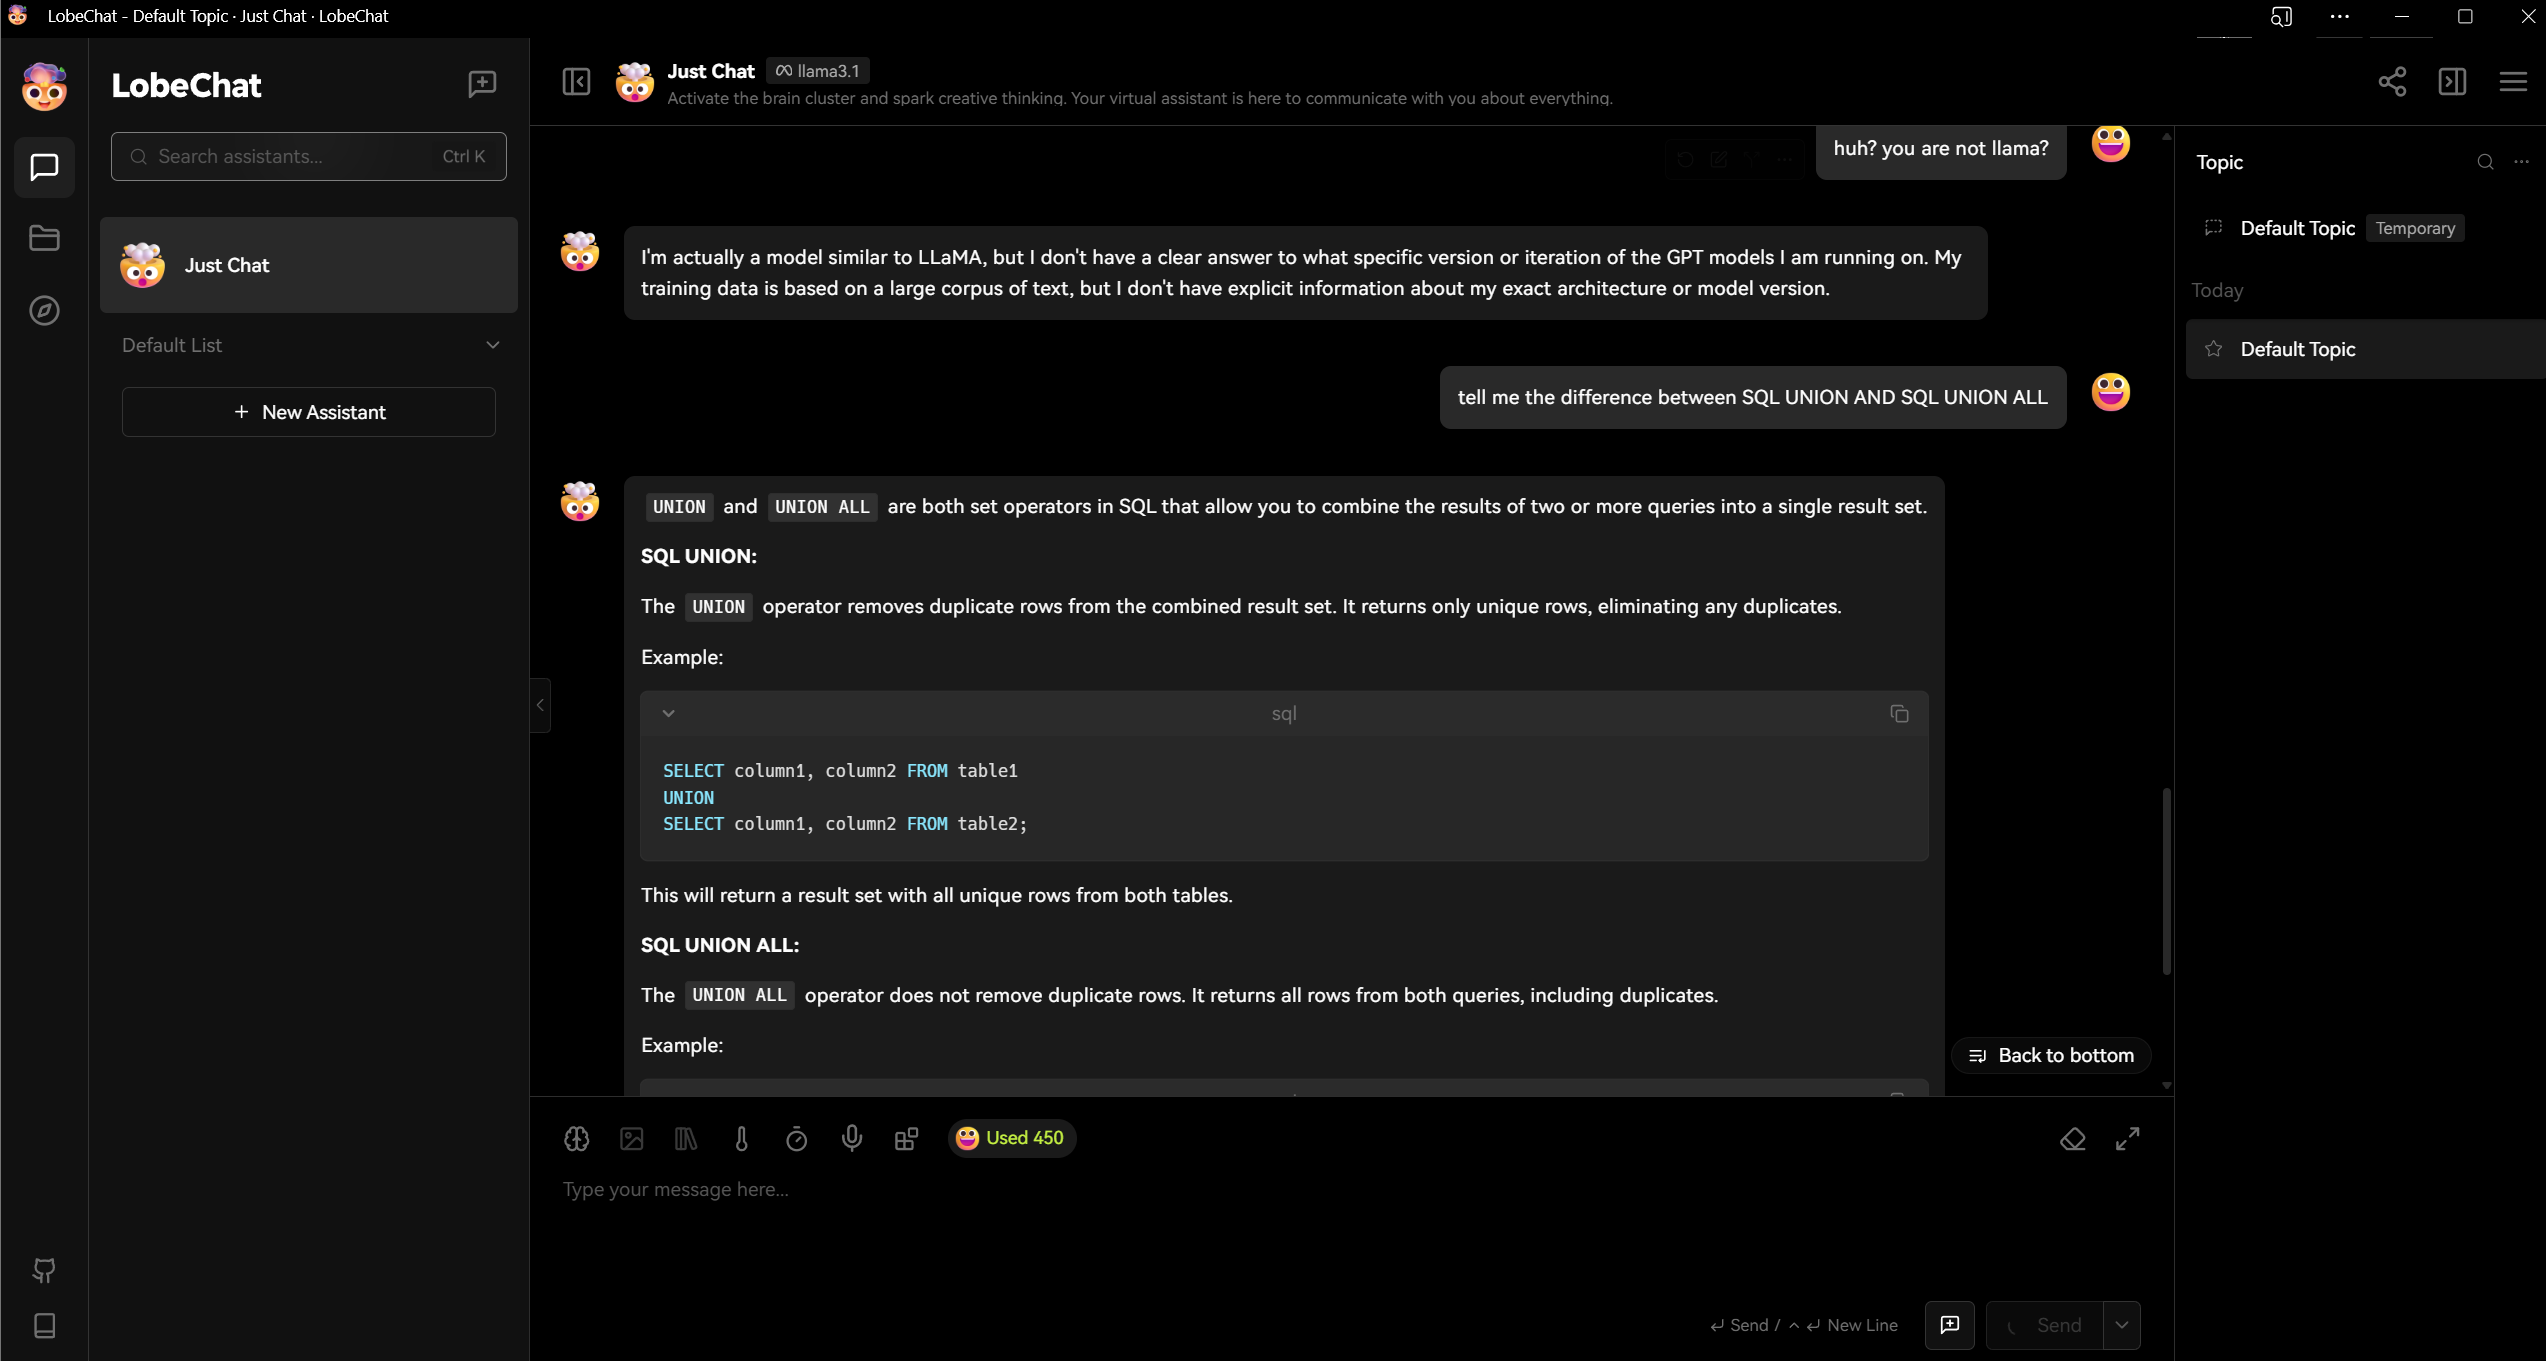 LobeChat - Default Topic · Just Chat · LobeChat
LobeChat
Search assistants...
Ctrl K
Just Chat
Default List
+ New Assistant
Just Chat
llama3.1
Activate the brain cluster and spark creative thinking. Your virtual assistant is here to communicate with you about everything.
huh? you are not llama?
I'm actually a model similar to LLaMA, but I don't have a clear answer to what specific version or iteration of the GPT models I am running on. My
training data is based on a large corpus of text, but I don't have explicit information about my exact architecture or model version.
tell me the difference between SQL UNION AND SQL UNION ALL
UNION and UNION ALL are both set operators in SQL that allow you to combine the results of two or more queries into a single result set.
SQL UNION:
The UNION operator removes duplicate rows from the combined result set. It returns only unique rows, eliminating any duplicates.
Example:
sql
SELECT column1, column2 FROM table1
UNION
SELECT column1, column2 FROM table2;
This will return a result set with all unique rows from both tables.
SQL UNION ALL:
The UNION ALL operator does not remove duplicate rows. It returns all rows from both queries, including duplicates.
Example:
Back to bottom
Used 450
Type your message here...
↵ Send / ^ ↵ New Line
Send
Topic
Default Topic
Temporary
Today
Default Topic